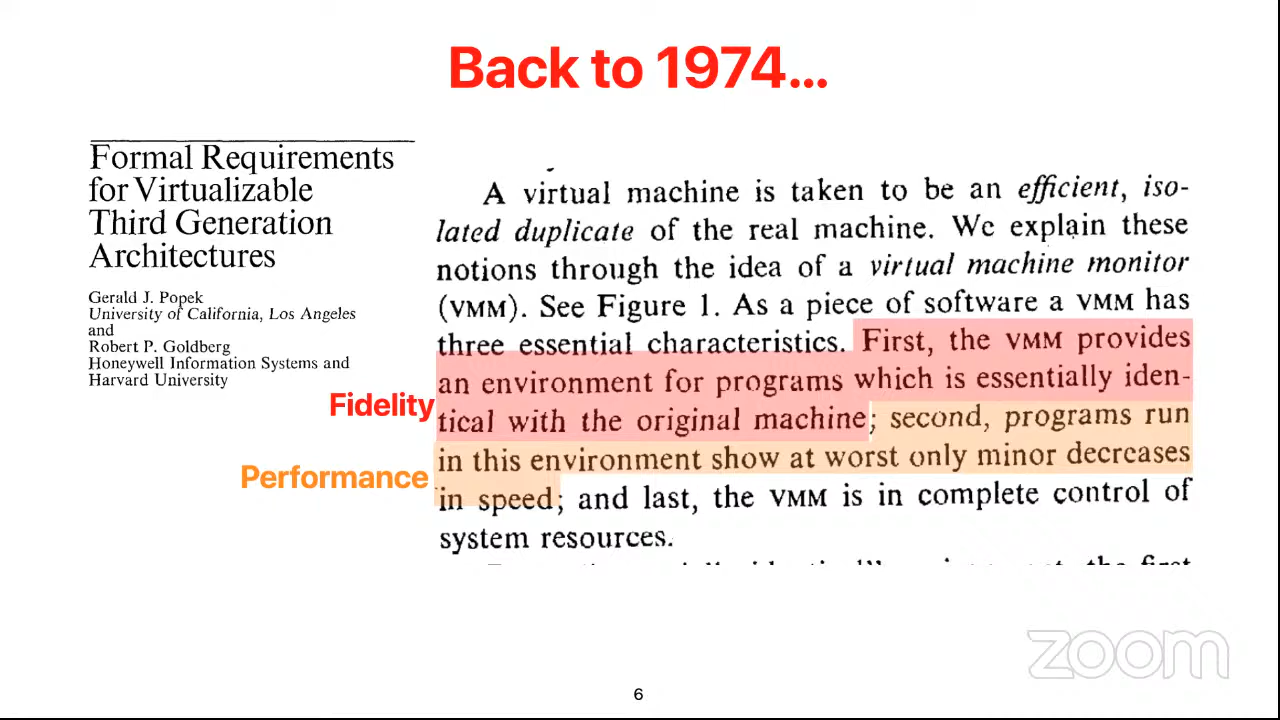 Back to 1974...
Formal Requirements
for Virtualizable
Third Generation
Architectures
Gerald J. Popek
University of California, Los Angeles
and
Robert P. Goldberg
Honeywell Information Systems and
Harvard University
Fidelity
Performance
A virtual machine is taken to be an efficient, iso-
lated duplicate of the real machine. We explain these
notions through the idea of a virtual machine monitor
(VMM). See Figure 1. As a piece of software a VMM has
three essential characteristics. First, the VMM provides
an environment for programs which is essentially iden-
tical with the original machine; second, programs run
in this environment show at worst only minor decreases
in speed; and last, the VMM is in complete control of
system resources.
zoom
6